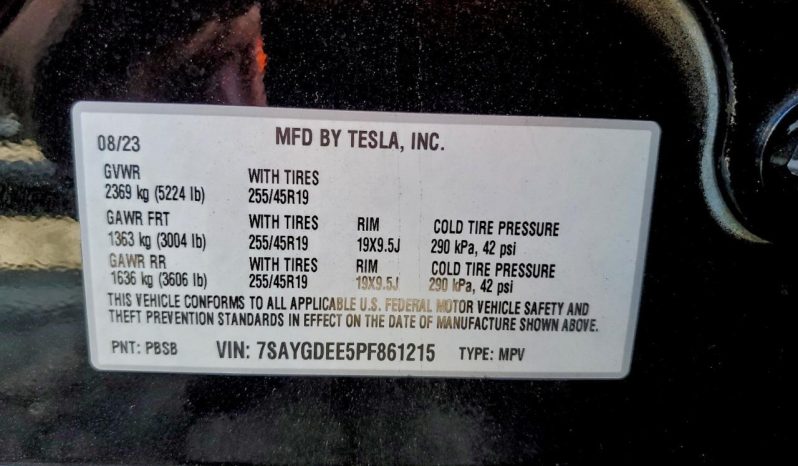 08/23 MFD BY TESLA, INC.
GVWR WITH TIRES
2369 kg (5224 lb) 255/45R19
GAWR FRT WITH TIRES RIM COLD TIRE PRESSURE
1363 kg (3004 lb) 255/45R19 19X9.5J 290 kPa, 42 psi
GAWR RR WITH TIRES RIM COLD TIRE PRESSURE
1636 kg (3606 lb) 255/45R19 19X9.5J 290 kPa, 42 psi
THIS VEHICLE CONFORMS TO ALL APPLICABLE U.S. FEDERAL MOTOR VEHICLE SAFETY AND
THEFT PREVENTION STANDARDS IN EFFECT ON THE DATE OF MANUFACTURE SHOWN ABOVE.
PNT: PBSB VIN: 7SAYGDEE5PF861215 TYPE: MPV